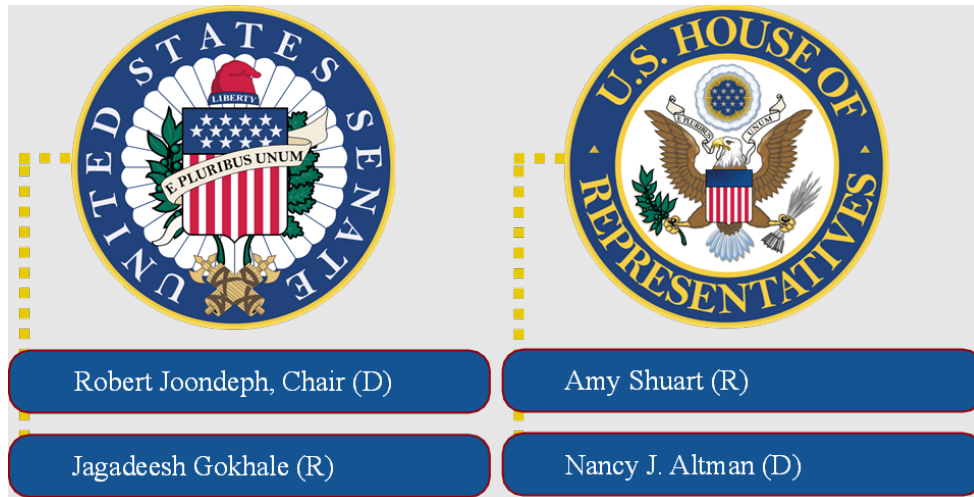 UNITED STATES SENATE
LIBERTY
E PLURIBUS UNUM
Robert Joondeph, Chair (D)
Jagadeesh Gokhale (R)
U.S. HOUSE OF
REPRESENTATIVES
E PLURIBUS UNUM
Amy Shuart (R)
Nancy J. Altman (D)